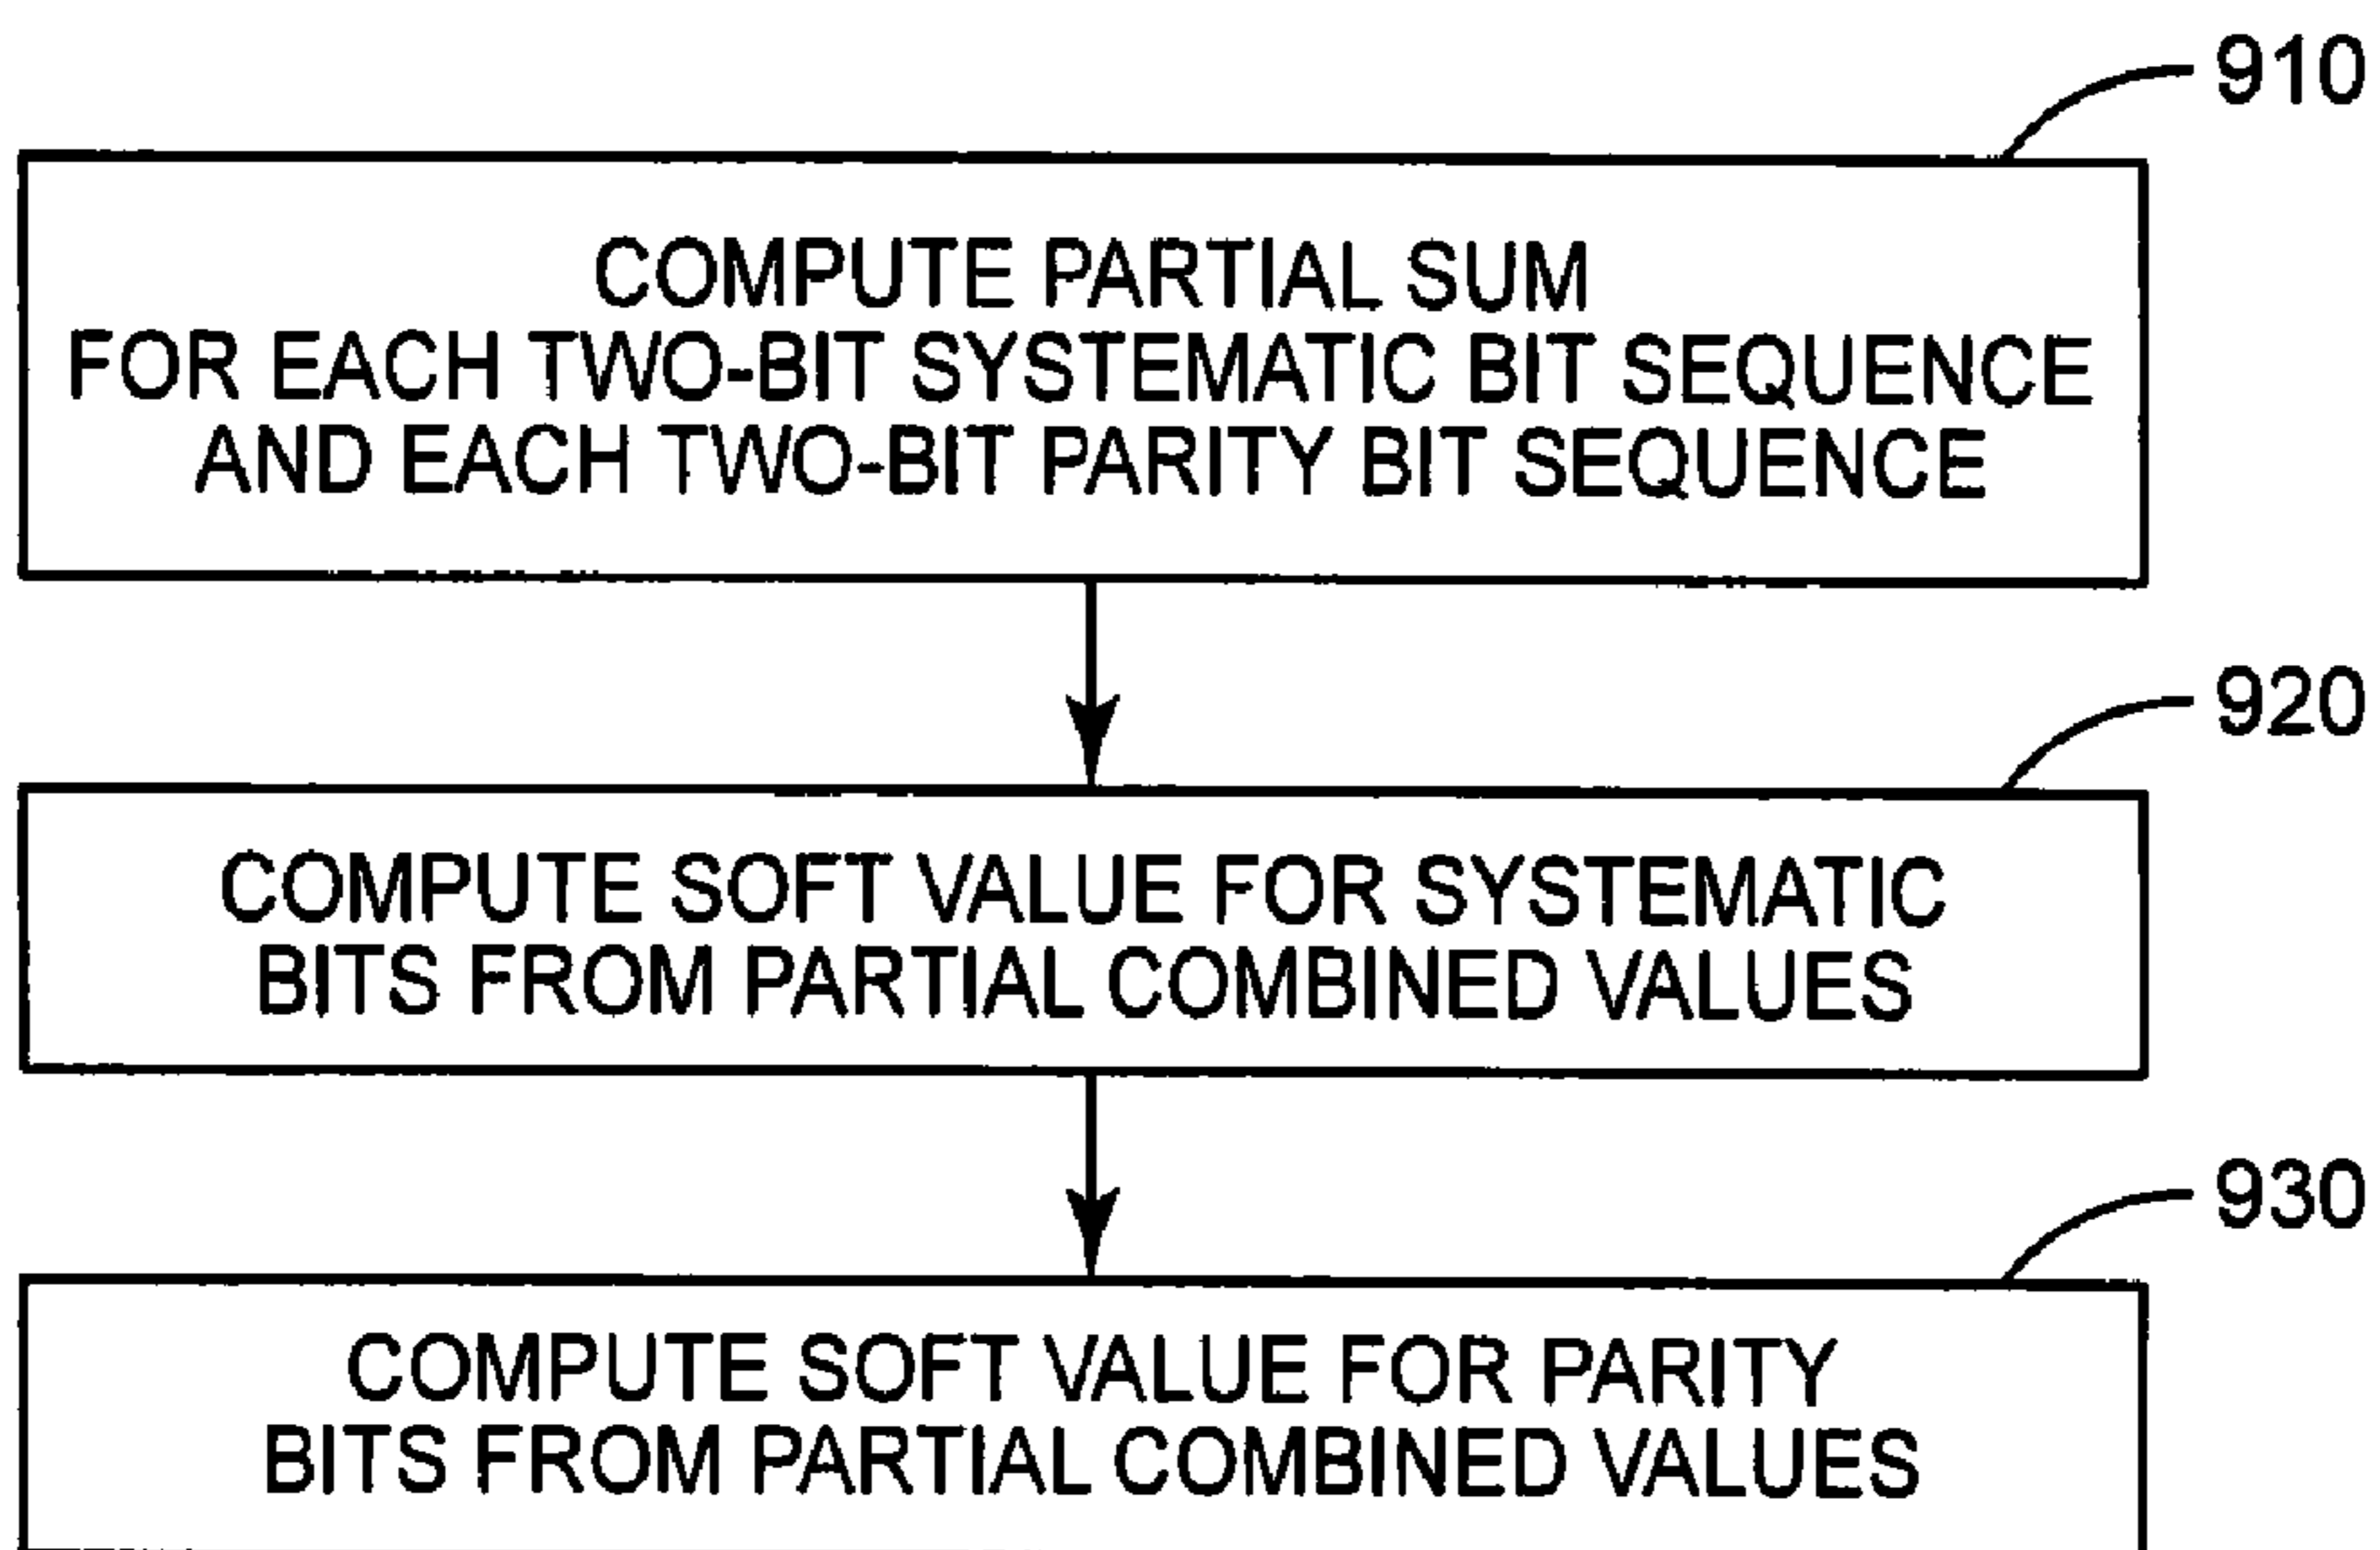 910
COMPUTE PARTIAL SUM
FOR EACH TWO-BIT SYSTEMATIC BIT SEQUENCE
AND EACH TWO-BIT PARITY BIT SEQUENCE
920
COMPUTE SOFT VALUE FOR SYSTEMATIC
BITS FROM PARTIAL COMBINED VALUES
930
COMPUTE SOFT VALUE FOR PARITY
BITS FROM PARTIAL COMBINED VALUES